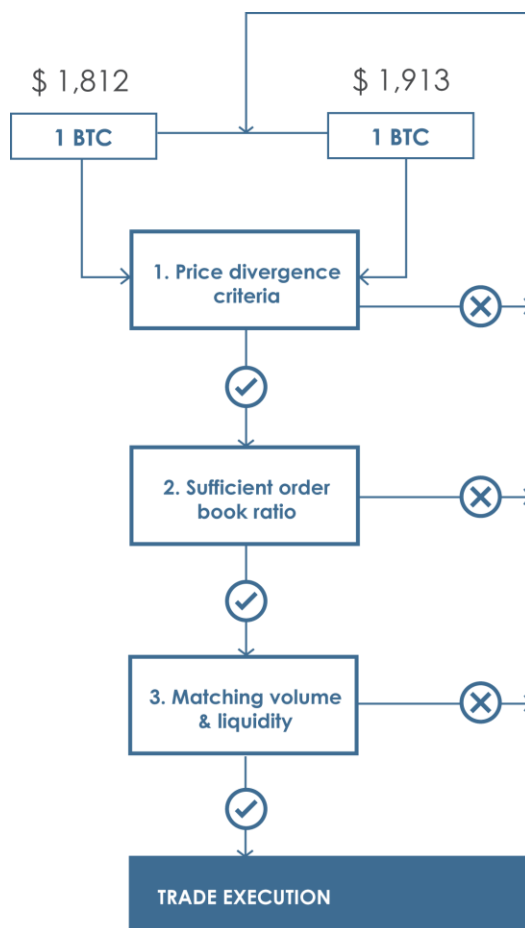 $ 1,812
$ 1,913
1 BTC
1 BTC
1. Price divergence
criteria
2. Sufficient order
book ratio
3. Matching volume
& liquidity
TRADE EXECUTION